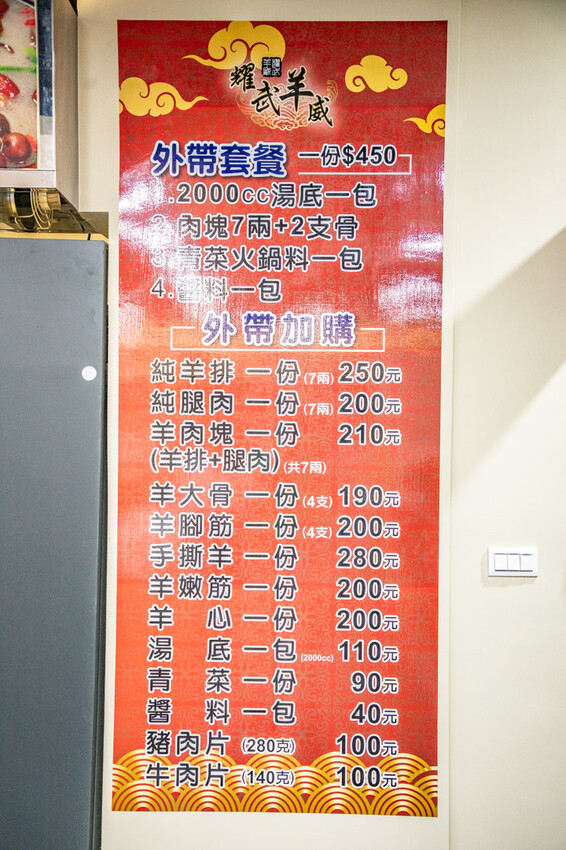 耀武羊威
外帶套餐 一份$450
1.2000cc湯底一包
2.肉塊7兩+2支骨
3.青菜火鍋料一包
4.醬料一包
外帶加購
純羊排 一份(7兩) 250元
純腿肉 一份(7兩) 200元
羊肉塊 一份 210元
(羊排+腿肉)(共7兩)
羊大骨 一份(4支) 190元
羊腳筋 一份(4支) 200元
手撕羊 一份 280元
羊嫩筋 一份 200元
羊心 一份 200元
湯底 一包(2000cc) 110元
青菜 一份 90元
醬料 一包 40元
豬肉片(280克) 100元
牛肉片(140克) 100元